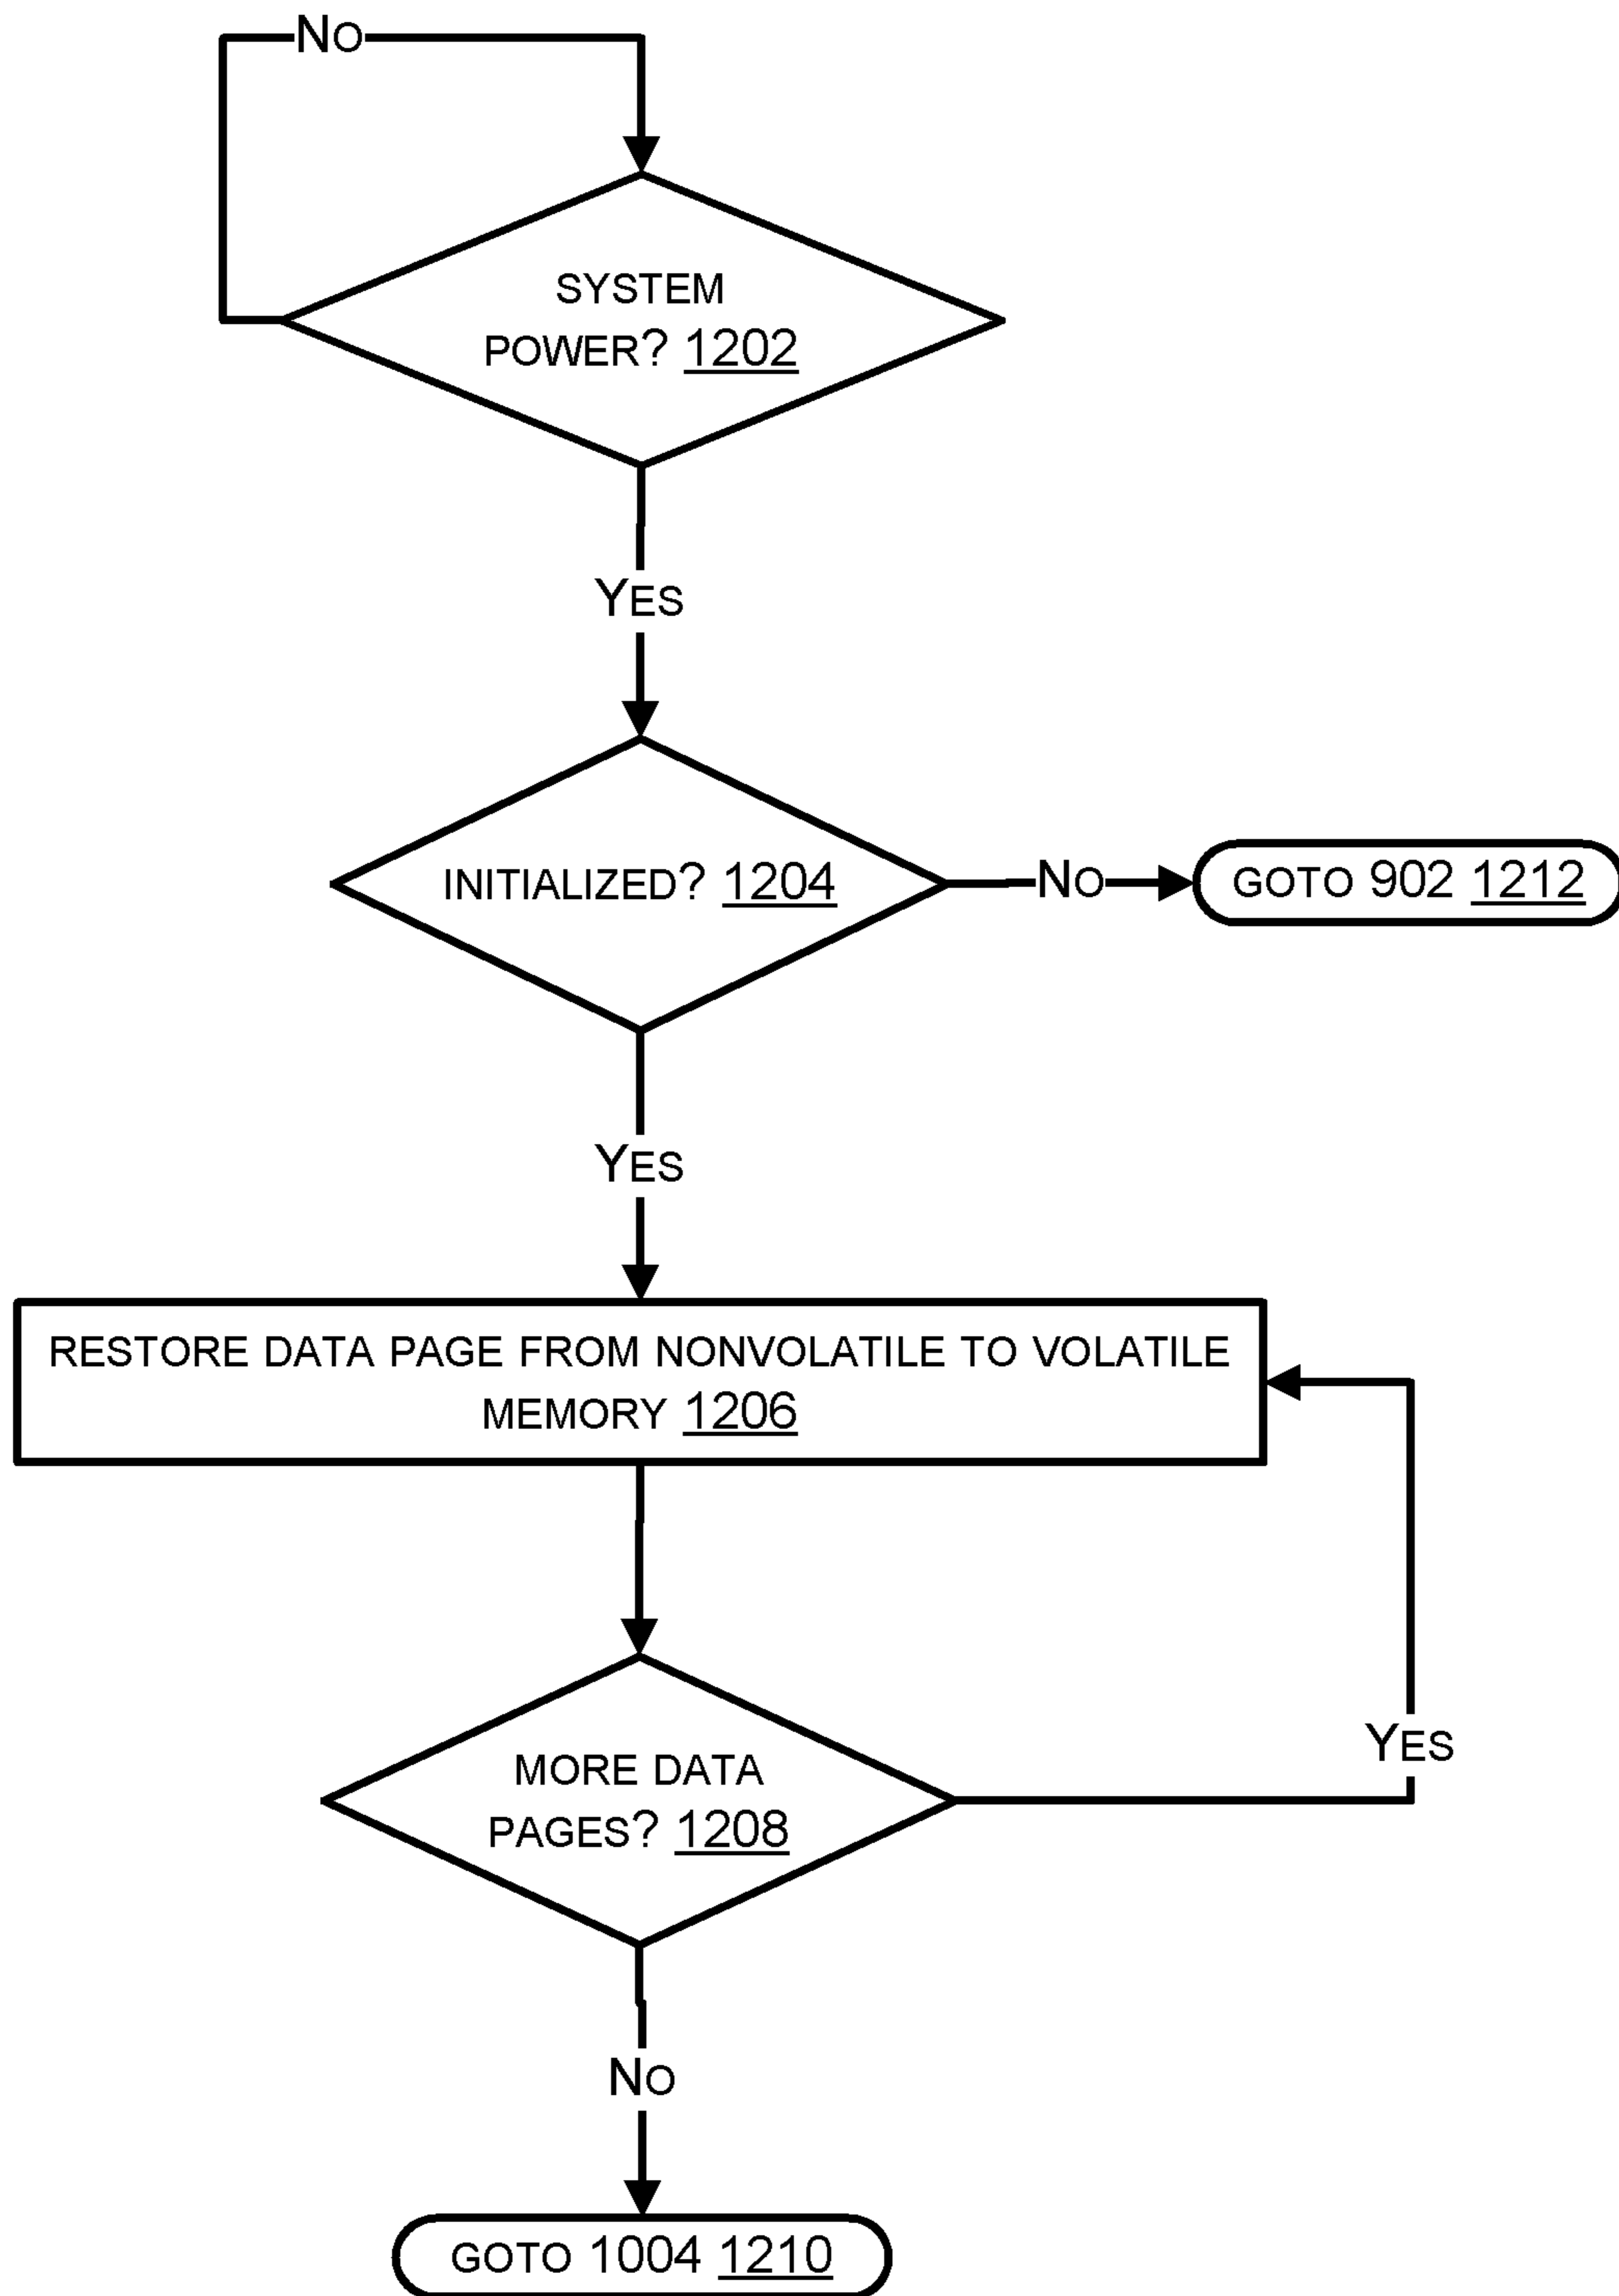 No
SYSTEM
POWER? 1202
YES
INITIALIZED? 1204
No
GOTO 902 1212
YES
RESTORE DATA PAGE FROM NONVOLATILE TO VOLATILE
MEMORY 1206
MORE DATA
PAGES? 1208
YES
No
GOTO 1004 1210